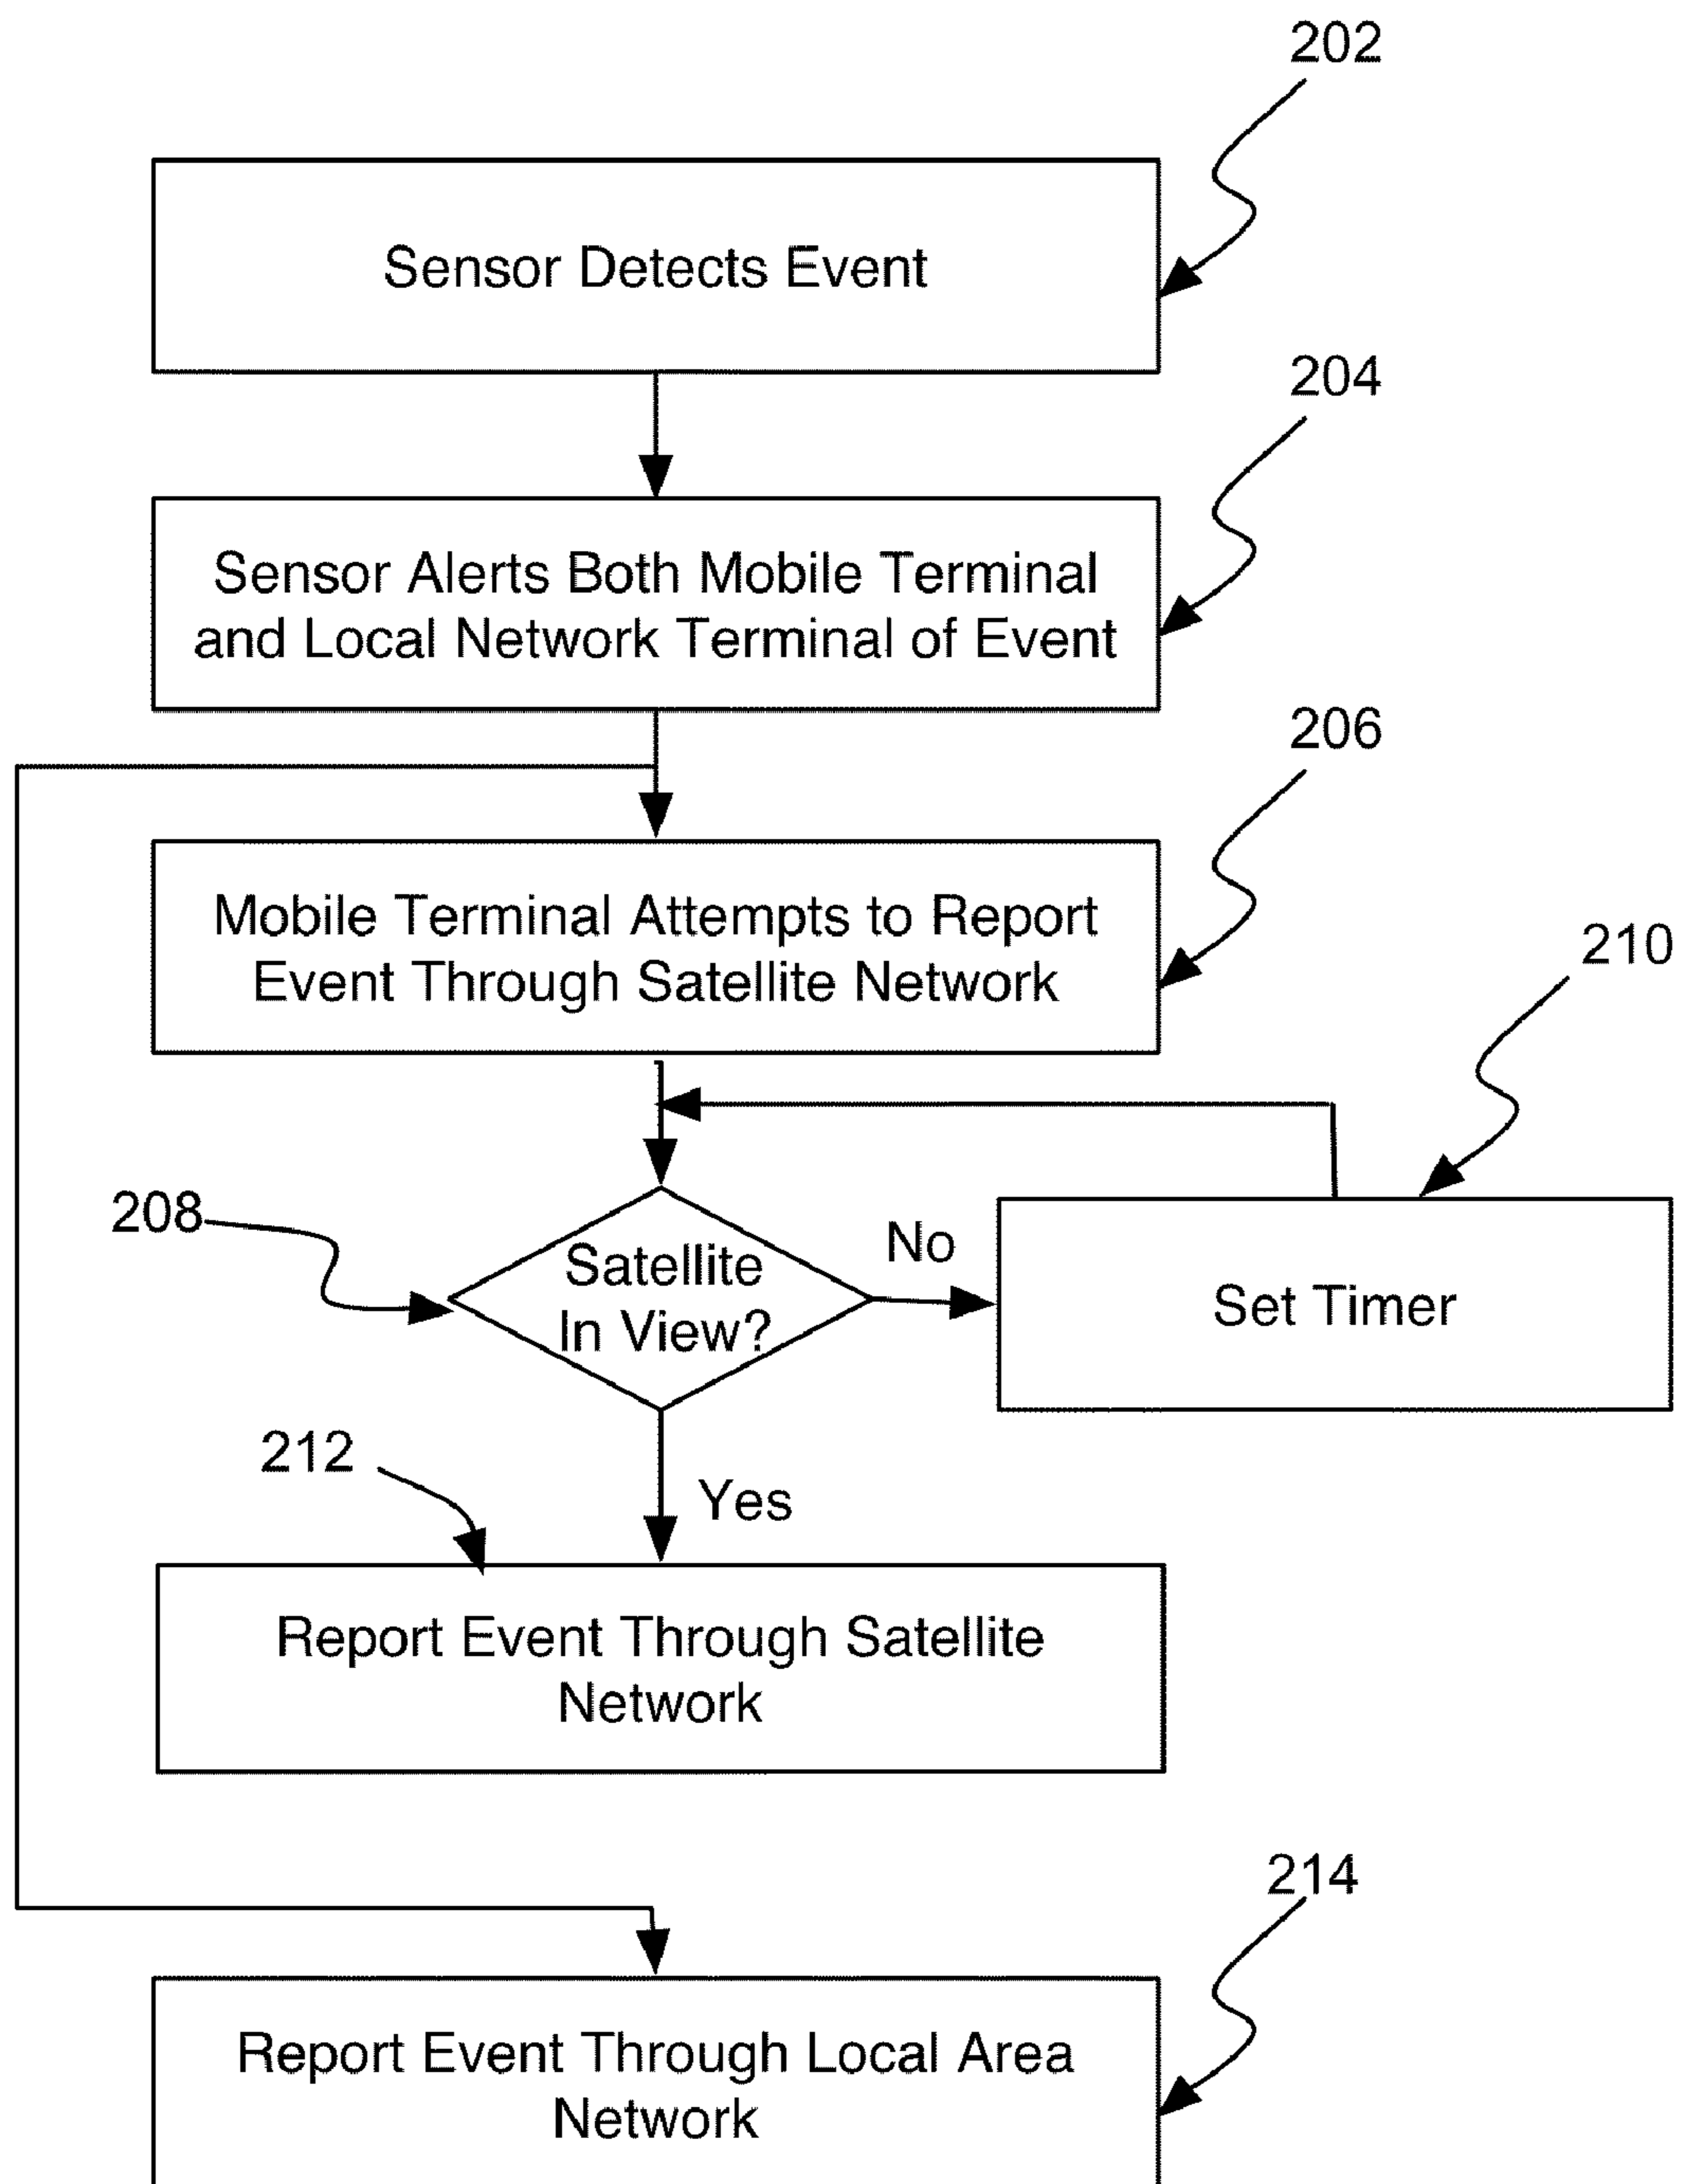 202
Sensor Detects Event
204
Sensor Alerts Both Mobile Terminal
and Local Network Terminal of Event
206
Mobile Terminal Attempts to Report
Event Through Satellite Network
210
208
Satellite
In View?
No
Set Timer
212
Yes
Report Event Through Satellite
Network
214
Report Event Through Local Area
Network